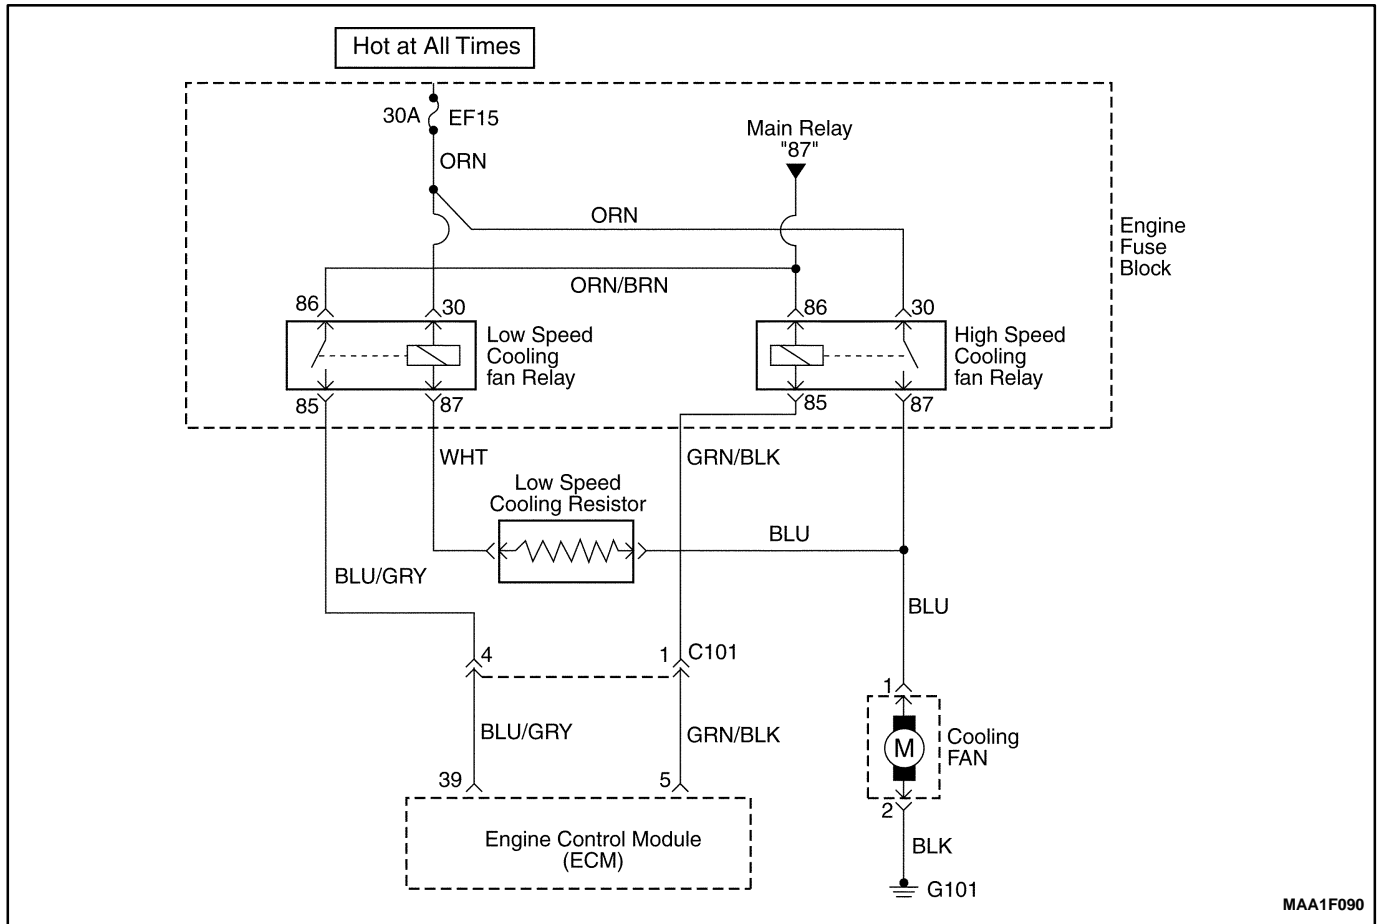 Hot at All Times
30A
EF15
ORN
Main Relay
"87"
ORN
Engine
Fuse
Block
ORN/BRN
86
30
86
30
Low Speed
Cooling
fan Relay
High Speed
Cooling
fan Relay
85
87
85
87
WHT
GRN/BLK
Low Speed
Cooling Resistor
BLU
BLU/GRY
BLU
4
1
C101
1
BLU/GRY
GRN/BLK
M
Cooling
FAN
39
5
2
Engine Control Module
(ECM)
BLK
G101
MAA1F090